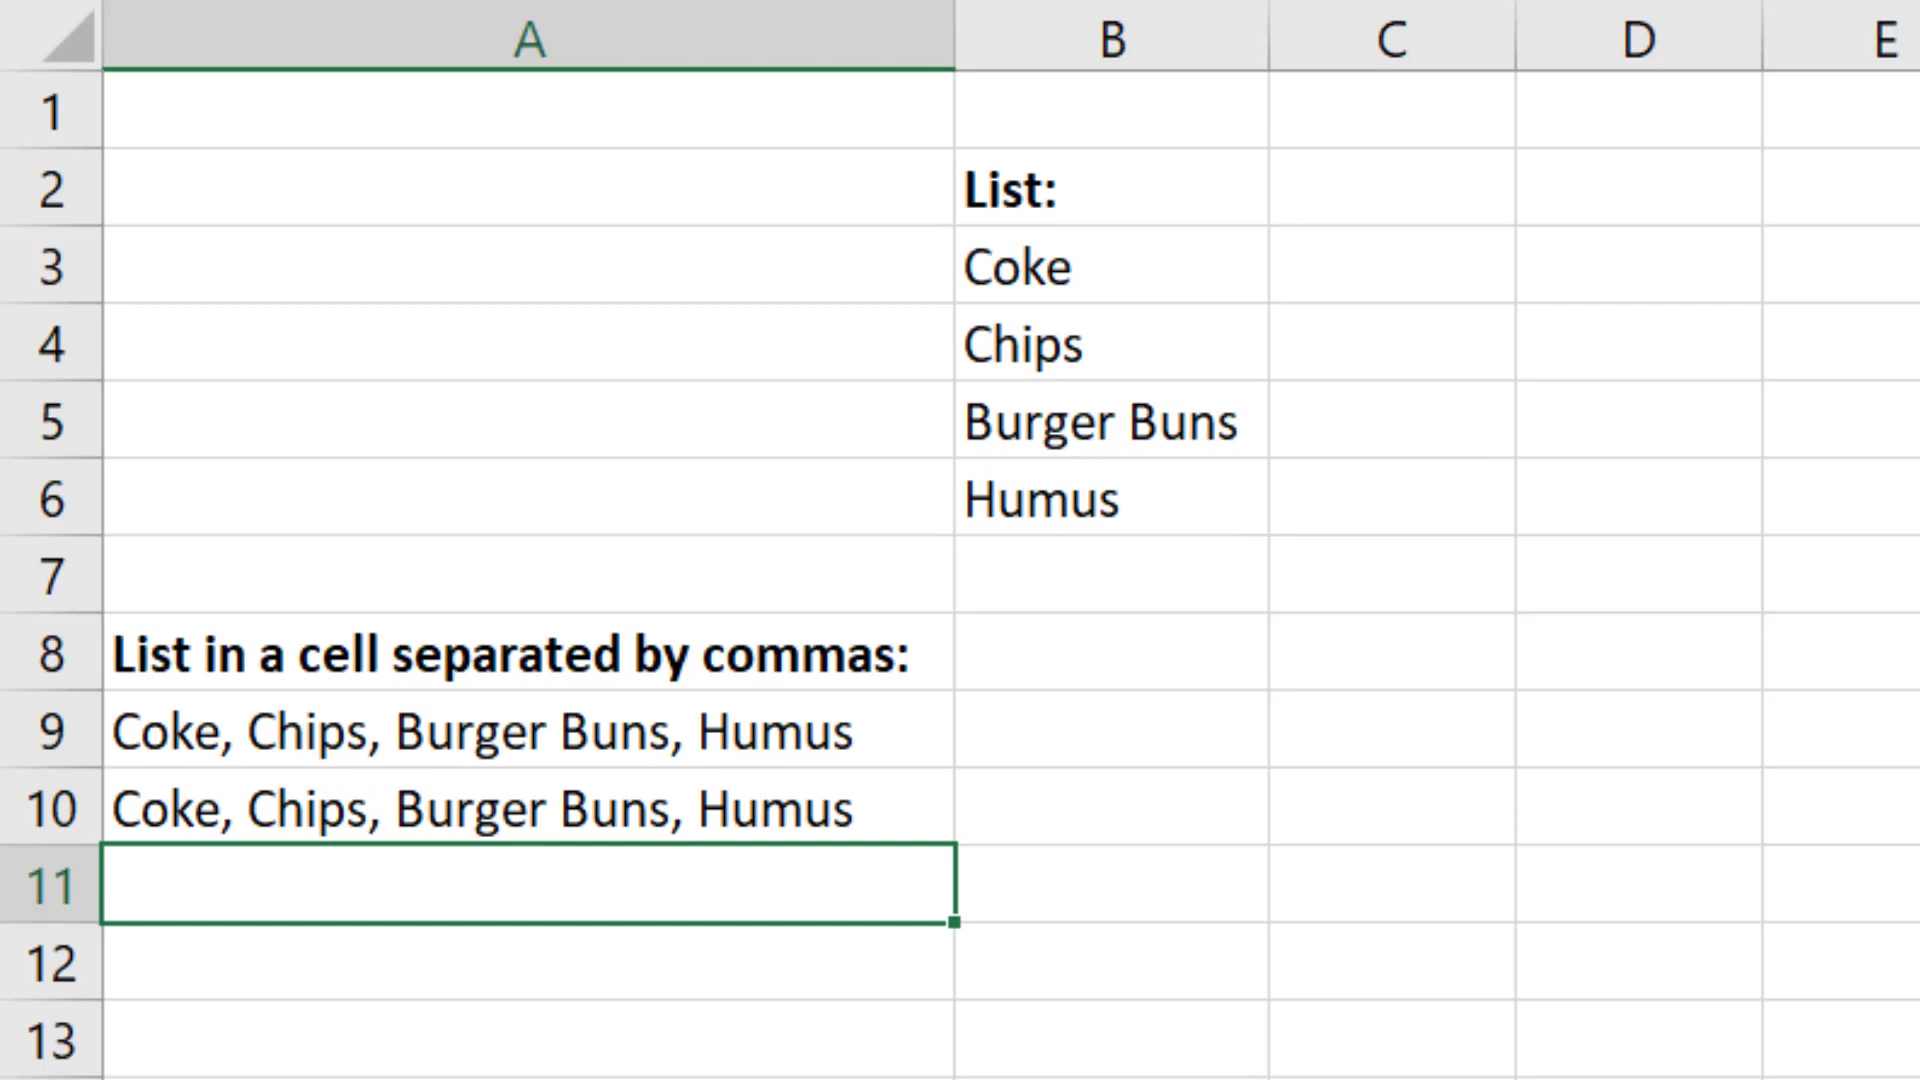 A B C D E
1
2 List:
3 Coke
4 Chips
5 Burger Buns
6 Humus
7
8 List in a cell separated by commas:
9 Coke, Chips, Burger Buns, Humus
10 Coke, Chips, Burger Buns, Humus
11
12
13